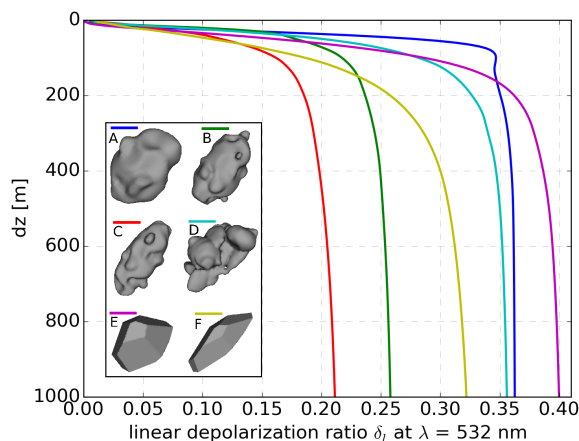 0
200
400
600
800
1000
dz [m]
A
B
C
D
E
F
0.00 0.05 0.10 0.15 0.20 0.25 0.30 0.35 0.40
linear depolarization ratio δ_l at λ = 532 nm